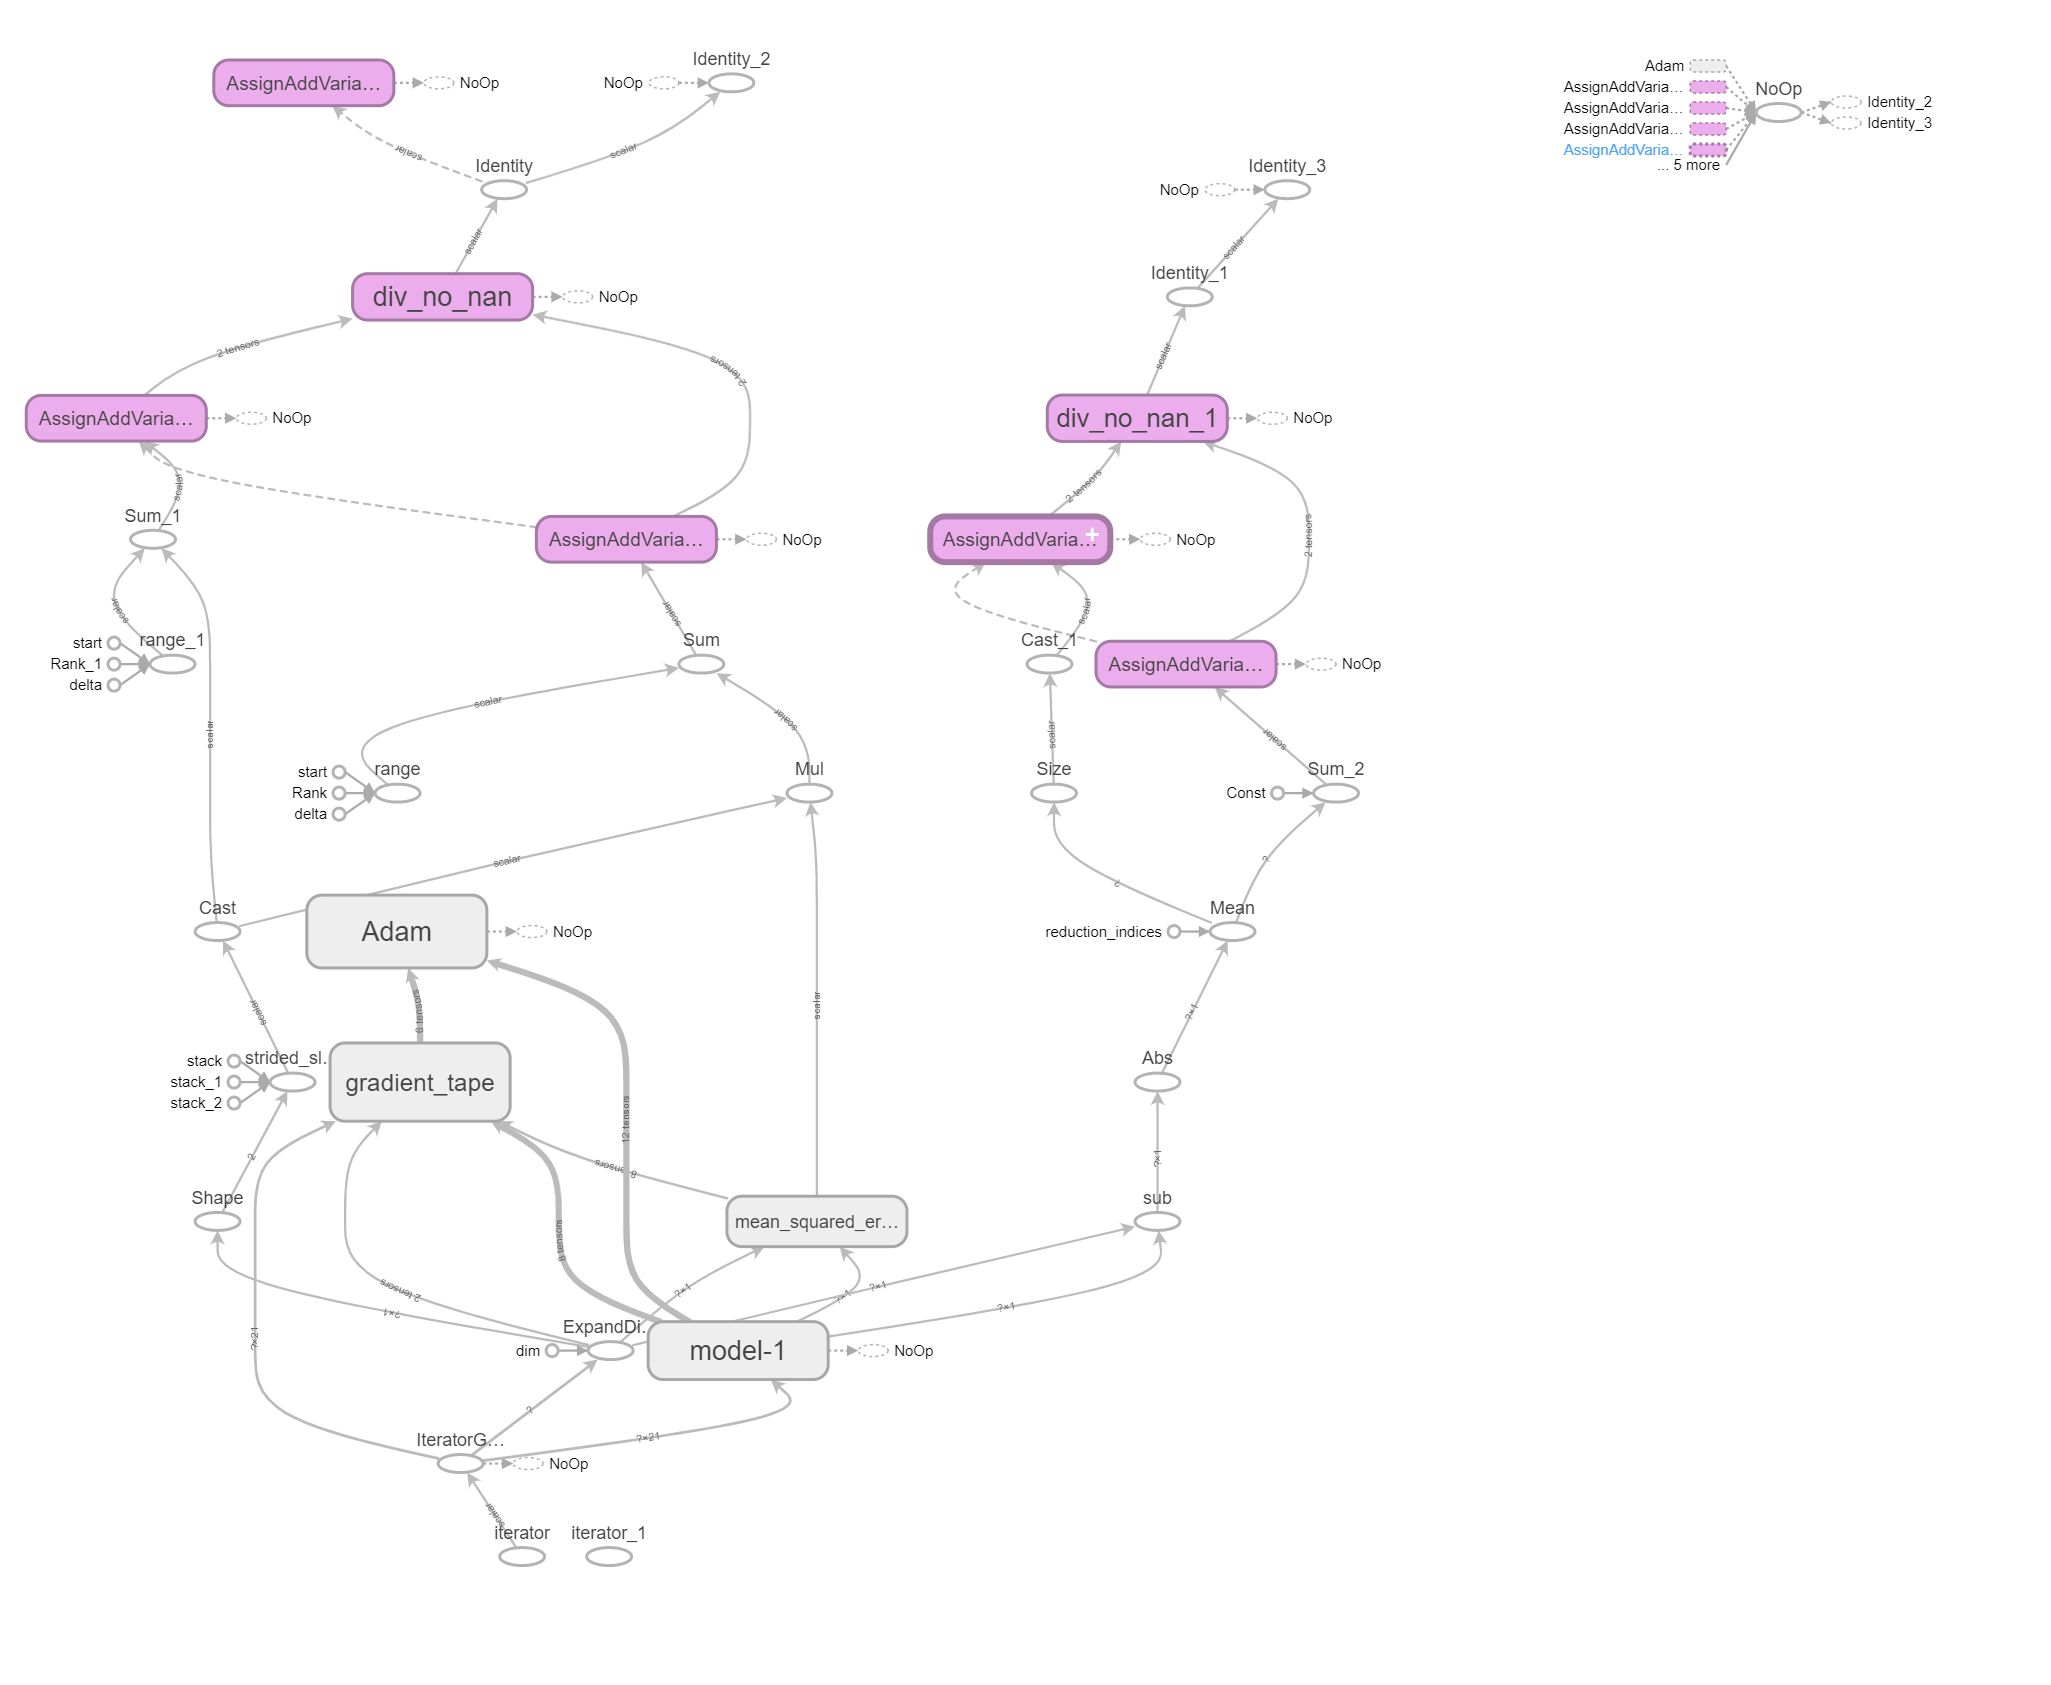 Identity_2
AssignAddVaria…
NoOp
NoOp
scalar
scalar
Identity
scalar
div_no_nan
NoOp
2 tensors
2 tensors
AssignAddVaria…
NoOp
scalar
Sum_1
AssignAddVaria…
NoOp
scalar
scalar
start
range_1
Rank_1
delta
Sum
scalar
scalar
scalar
start
range
Rank
delta
Mul
scalar
Cast
Adam
NoOp
scalar
6 tensors
scalar
stack
strided_sl…
stack_1
stack_2
gradient_tape
12 tensors
?
8 tensors
Shape
mean_squared_er…
8 tensors
2 tensors
?×1
?×1
?×1
?×1
?×1
?×21
ExpandDi…
dim
model-1
NoOp
?
?×21
IteratorG…
NoOp
scalar
iterator
iterator_1
Identity_3
NoOp
scalar
Identity_1
scalar
div_no_nan_1
NoOp
2 tensors
2 tensors
AssignAddVaria…
+
NoOp
scalar
Cast_1
AssignAddVaria…
NoOp
scalar
scalar
Size
Sum_2
Const
?
?
Mean
reduction_indices
?×1
Abs
?×1
sub
Adam
AssignAddVaria…
AssignAddVaria…
AssignAddVaria…
AssignAddVaria…
... 5 more
NoOp
Identity_2
Identity_3